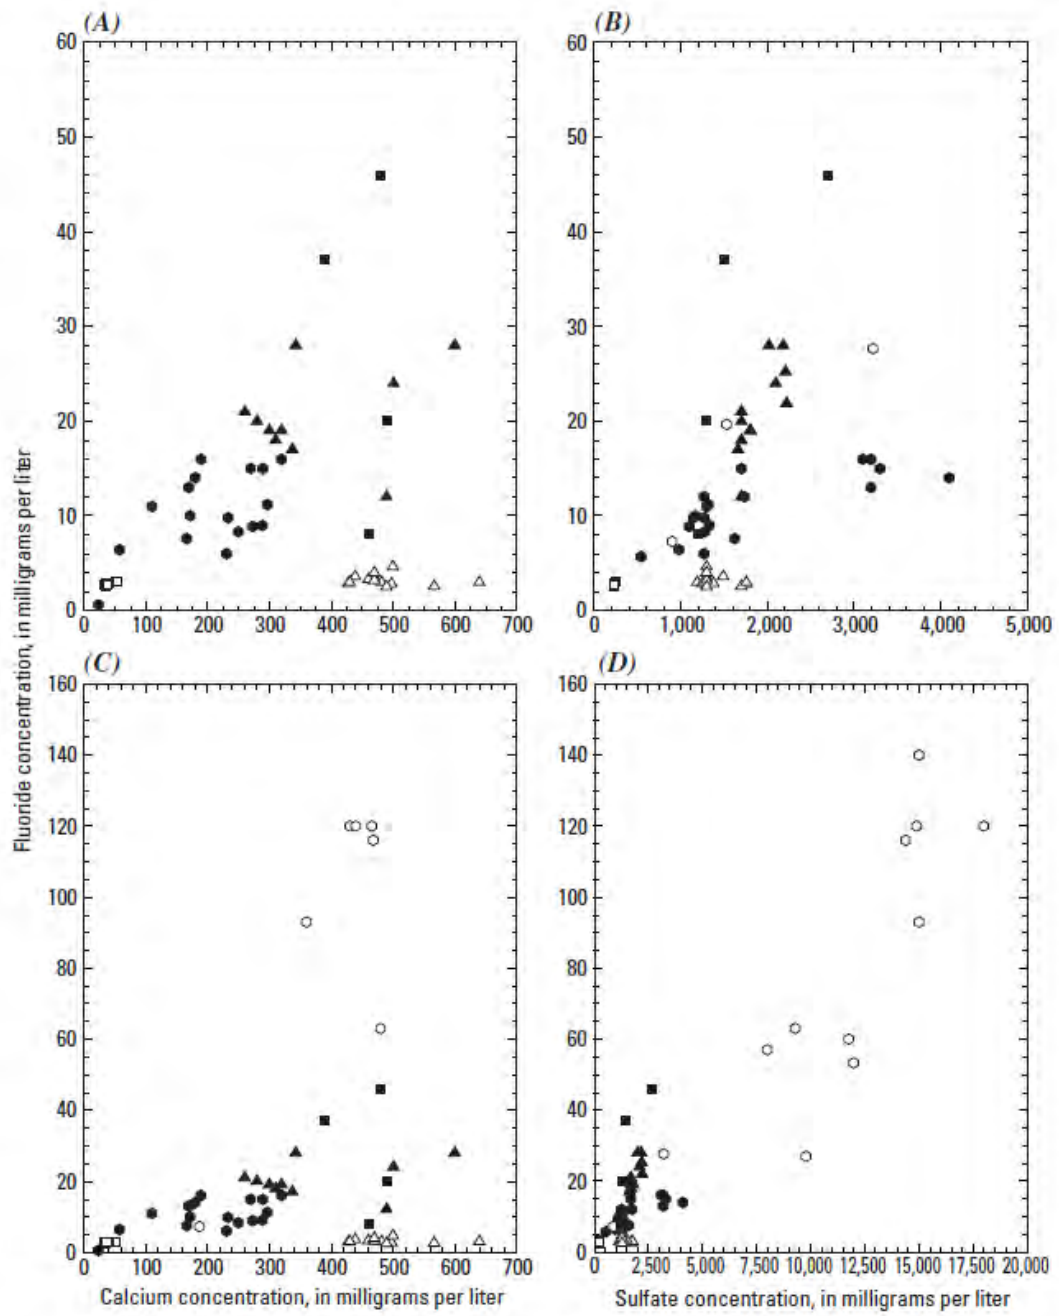 (A)
(B)
60
50
40
30
20
10
0
0 100 200 300 400 500 600 700
60
50
40
30
20
10
0
0 1,000 2,000 3,000 4,000 5,000
Fluoride concentration, in milligrams per liter
(C)
(D)
160
140
120
100
80
60
40
20
0
0 100 200 300 400 500 600 700
Calcium concentration, in milligrams per liter
160
140
120
100
80
60
40
20
0
0 2,500 5,000 7,500 10,000 12,500 15,000 17,500 20,000
Sulfate concentration, in milligrams per liter